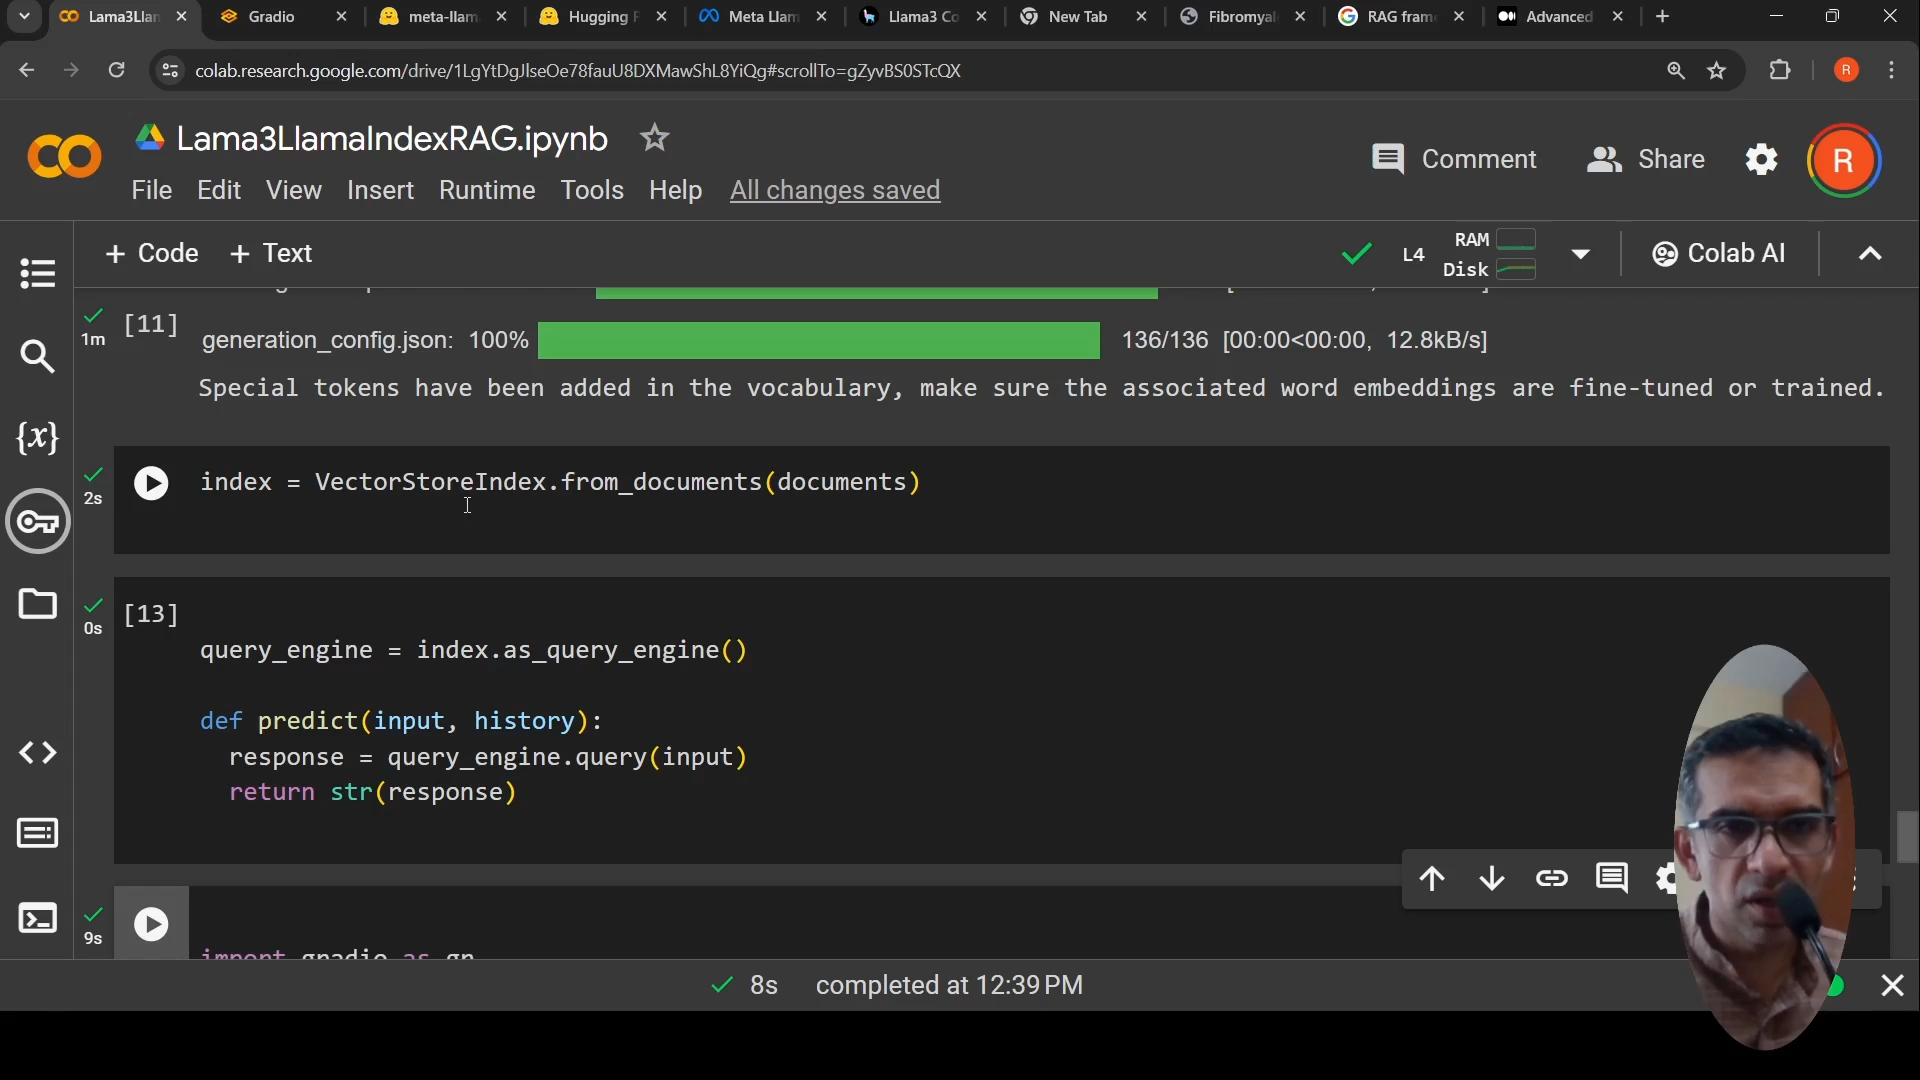 Lama3Llam
Gradio
meta-llam
Hugging F
Meta Llam
Llama3 Co
New Tab
Fibromyal
RAG fram
Advanced
colab.research.google.com/drive/1LgYtDgJlseOe78fauU8DXMawShL8YiQg#scrollTo=gZyvBS0STcQX
R
Lama3LlamaIndexRAG.ipynb
Comment
Share
R
File Edit View Insert Runtime Tools Help All changes saved
+ Code + Text
L4
RAM
Disk
Colab AI
1m
[11]
generation_config.json: 100% 136/136 [00:00<00:00, 12.8kB/s]
Special tokens have been added in the vocabulary, make sure the associated word embeddings are fine-tuned or trained.
{x}
2s
index = VectorStoreIndex.from_documents(documents)
0s
[13]
query_engine = index.as_query_engine()
def predict(input, history):
response = query_engine.query(input)
return str(response)
9s
import gradio as gr
8s completed at 12:39 PM